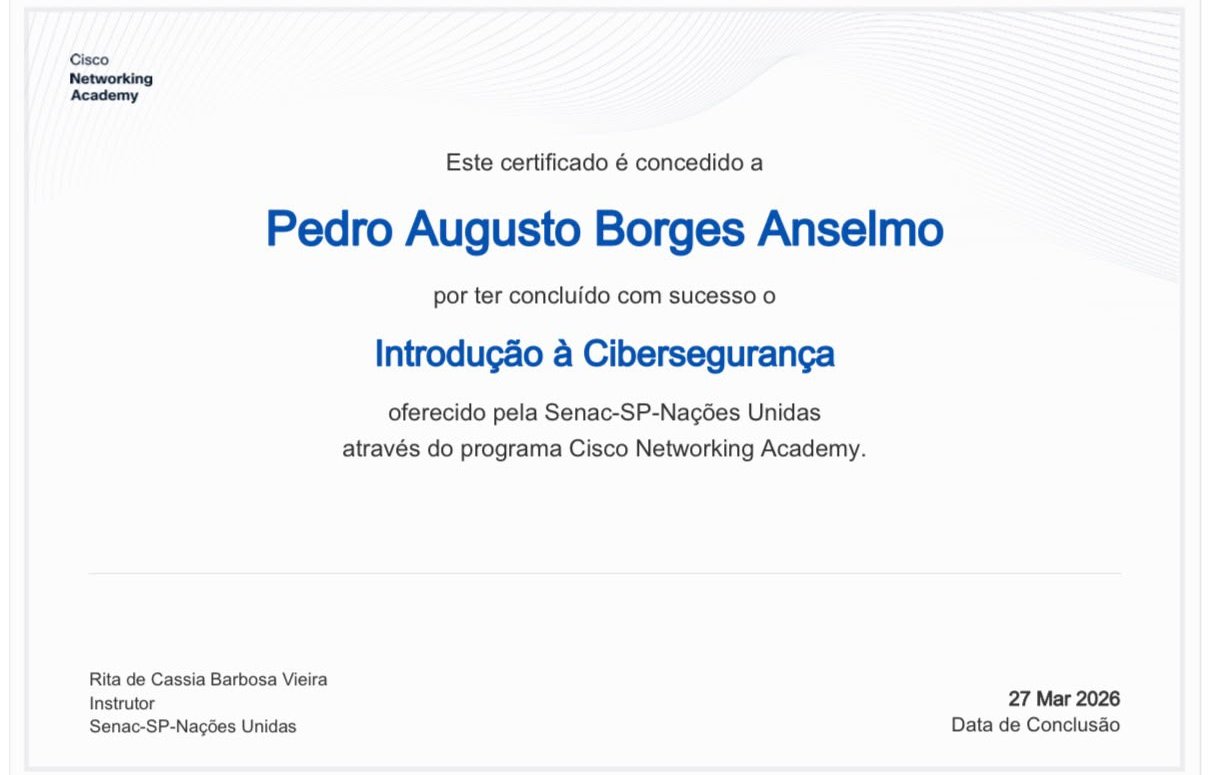 Cisco
Networking
Academy
Este certificado é concedido a
Pedro Augusto Borges Anselmo
por ter concluído com sucesso o
Introdução à Cibersegurança
oferecido pela Senac-SP-Nações Unidas
através do programa Cisco Networking Academy.
Rita de Cassia Barbosa Vieira
Instrutor
Senac-SP-Nações Unidas
27 Mar 2026
Data de Conclusão